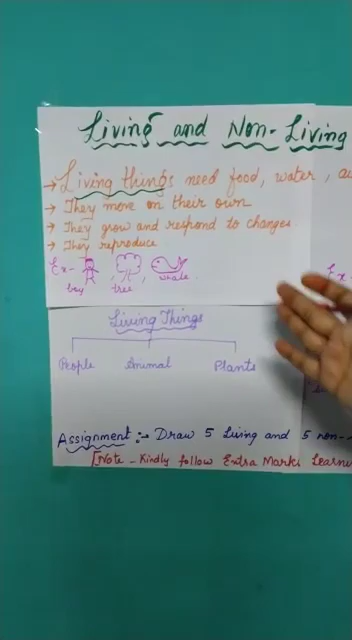 Living and Non-Living
→ Living things need food, water,
→ They move on their own
→ They grow and respond to changes.
→ They reproduce
Ex-
boy , tree , whale.
Living Things
People Animal Plants
Assignment:- Draw 5 living and 5 non-
[Note - Kindly follow Extra Marks Learn